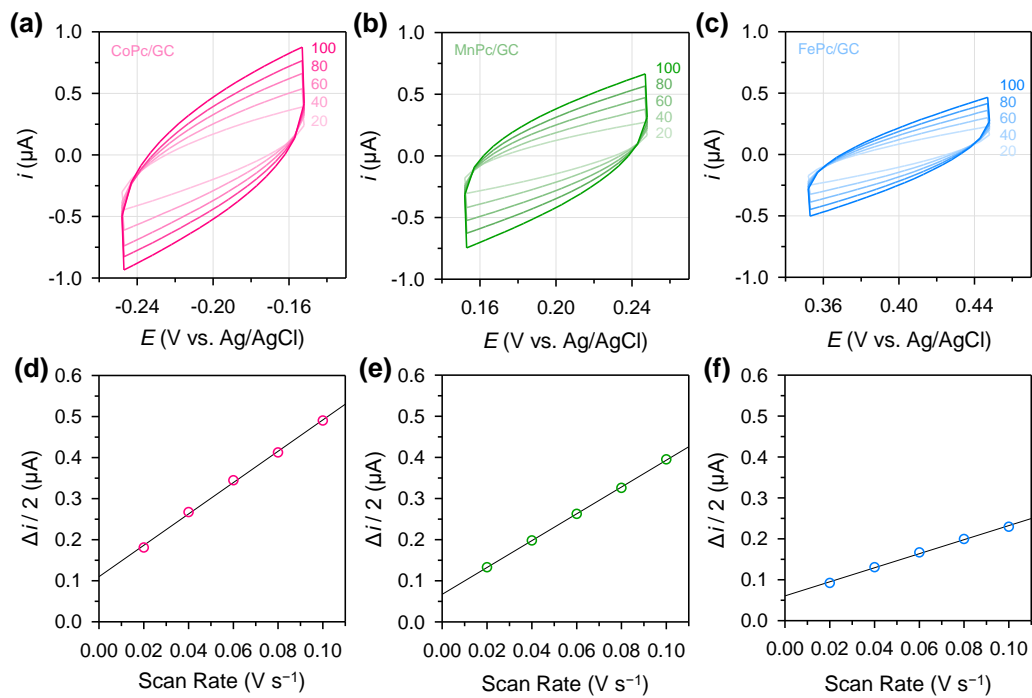 (a)
CoPc/GC
100
80
60
40
20
1.0
0.5
0.0
-0.5
-1.0
i (µA)
-0.24 -0.20 -0.16
E (V vs. Ag/AgCl)
(b)
MnPc/GC
100
80
60
40
20
1.0
0.5
0.0
-0.5
-1.0
i (µA)
0.16 0.20 0.24
E (V vs. Ag/AgCl)
(c)
FePc/GC
100
80
60
40
20
1.0
0.5
0.0
-0.5
-1.0
i (µA)
0.36 0.40 0.44
E (V vs. Ag/AgCl)
(d)
0.6
0.5
0.4
0.3
0.2
0.1
0.0
Δi / 2 (µA)
0.00 0.02 0.04 0.06 0.08 0.10
Scan Rate (V s⁻¹)
(e)
0.6
0.5
0.4
0.3
0.2
0.1
0.0
Δi / 2 (µA)
0.00 0.02 0.04 0.06 0.08 0.10
Scan Rate (V s⁻¹)
(f)
0.6
0.5
0.4
0.3
0.2
0.1
0.0
Δi / 2 (µA)
0.00 0.02 0.04 0.06 0.08 0.10
Scan Rate (V s⁻¹)